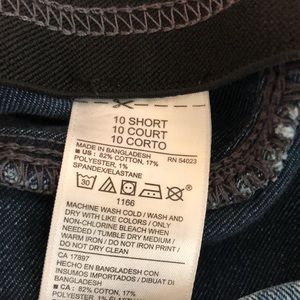 10 SHORT
10 COURT
10 CORTO
MADE IN BANGLADESH RN 54023
US: 82% COTTON, 17%
POLYESTER, 1%
SPANDEX/ELASTANE
30
1166
MACHINE WASH COLD / WASH AND
DRY WITH LIKE COLORS / ONLY
NON-CHLORINE BLEACH WHEN
NEEDED / TUMBLE DRY MEDIUM /
WARM IRON / DO NOT IRON PRINT /
DO NOT DRY CLEAN
CA 17897
HECHO EN BANGLADESH CON
INSUMOS IMPORTADOS / DIBUAT DI
BANGLADESH
CA: 82% COTTON, 17%
POLYESTER, 1%